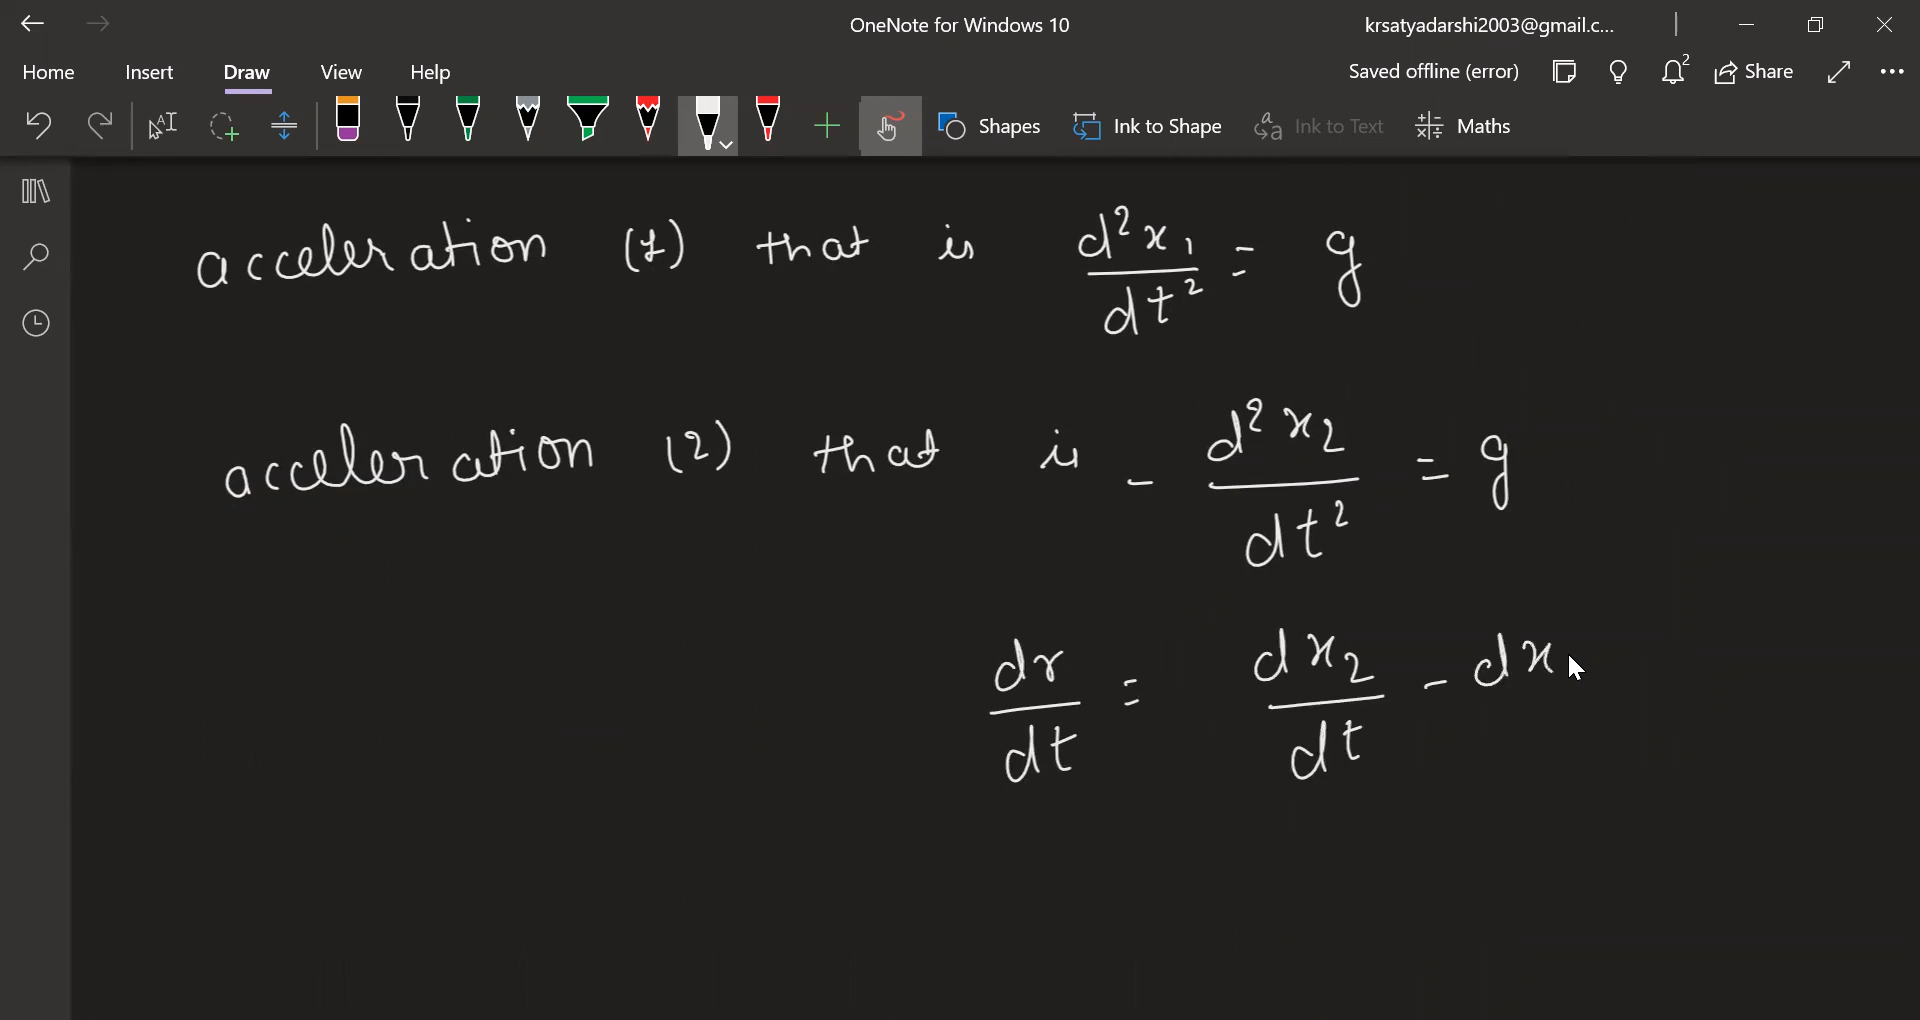 OneNote for Windows 10 krsatyadarshi2003@gmail.c...
Home Insert Draw View Help Saved offline (error) 2 Share
Shapes Ink to Shape Ink to Text Maths
acceleration (1) that is d²x₁/dt² = g
acceleration (2) that is - d²x₂/dt² = g
dr/dt = dx₂/dt - dx